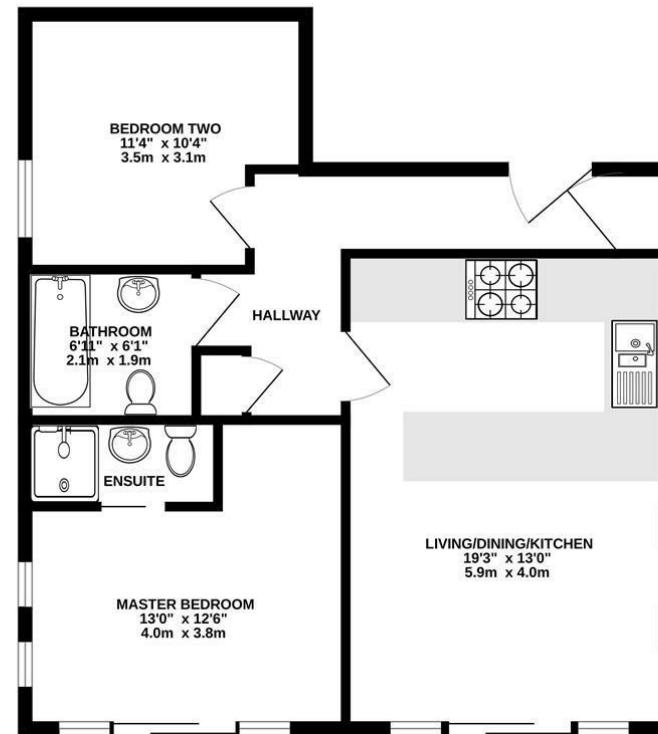 BEDROOM TWO
11'4" x 10'4"
3.5m x 3.1m
HALLWAY
BATHROOM
6'11" x 6'1"
2.1m x 1.9m
ENSUITE
LIVING/DINING/KITCHEN
19'3" x 13'0"
5.9m x 4.0m
MASTER BEDROOM
13'0" x 12'6"
4.0m x 3.8m